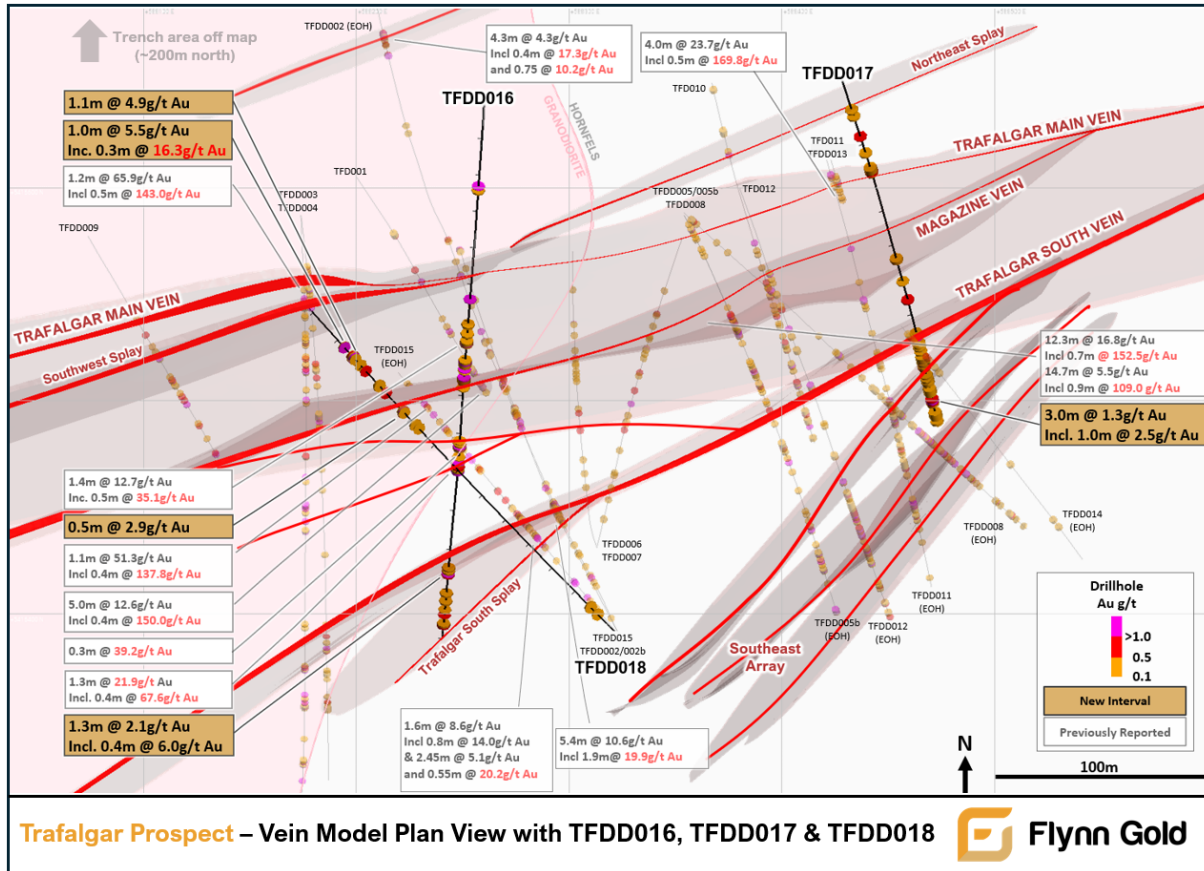 Trench area off map
(~200m north)
TFDD002 (EOH)
4.3m @ 4.3g/t Au
Incl 0.4m @ 17.3g/t Au
and 0.75 @ 10.2g/t Au
4.0m @ 23.7g/t Au
Incl 0.5m @ 169.8g/t Au
Northeast Splay
TFDD017
TFDD016
TFD010
HORNFELS
GRANODIORITE
1.1m @ 4.9g/t Au
1.0m @ 5.5g/t Au
Inc. 0.3m @ 16.3g/t Au
1.2m @ 65.9g/t Au
Incl 0.5m @ 143.0g/t Au
TRAFALGAR MAIN VEIN
TFD011
TFDD013
TFD001
TFDD003
TFDD004
TFDD005/005b
TFDD008
TFD012
MAGAZINE VEIN
TRAFALGAR SOUTH VEIN
TFDD009
TRAFALGAR MAIN VEIN
Southwest Splay
TFDD015
(EOH)
12.3m @ 16.8g/t Au
Incl 0.7m @ 152.5g/t Au
14.7m @ 5.5g/t Au
Incl 0.9m @ 109.0 g/t Au
3.0m @ 1.3g/t Au
Incl. 1.0m @ 2.5g/t Au
1.4m @ 12.7g/t Au
Inc. 0.5m @ 35.1g/t Au
0.5m @ 2.9g/t Au
1.1m @ 51.3g/t Au
Incl 0.4m @ 137.8g/t Au
5.0m @ 12.6g/t Au
Incl 0.4m @ 150.0g/t Au
0.3m @ 39.2g/t Au
1.3m @ 21.9g/t Au
Incl. 0.4m @ 67.6g/t Au
1.3m @ 2.1g/t Au
Incl. 0.4m @ 6.0g/t Au
TFDD014
(EOH)
TFDD008
(EOH)
TFDD006
TFDD007
TFDD011
(EOH)
TFDD005b
(EOH)
TFDD012
(EOH)
TFDD015
TFDD002/002b
TFDD018
Trafalgar South Splay
Southeast
Array
1.6m @ 8.6g/t Au
Incl 0.8m @ 14.0g/t Au
& 2.45m @ 5.1g/t Au
and 0.55m @ 20.2g/t Au
5.4m @ 10.6g/t Au
Incl 1.9m@ 19.9g/t Au
Drillhole
Au g/t
>1.0
0.5
0.1
New Interval
Previously Reported
N
100m
Trafalgar Prospect – Vein Model Plan View with TFDD016, TFDD017 & TFDD018
Flynn Gold